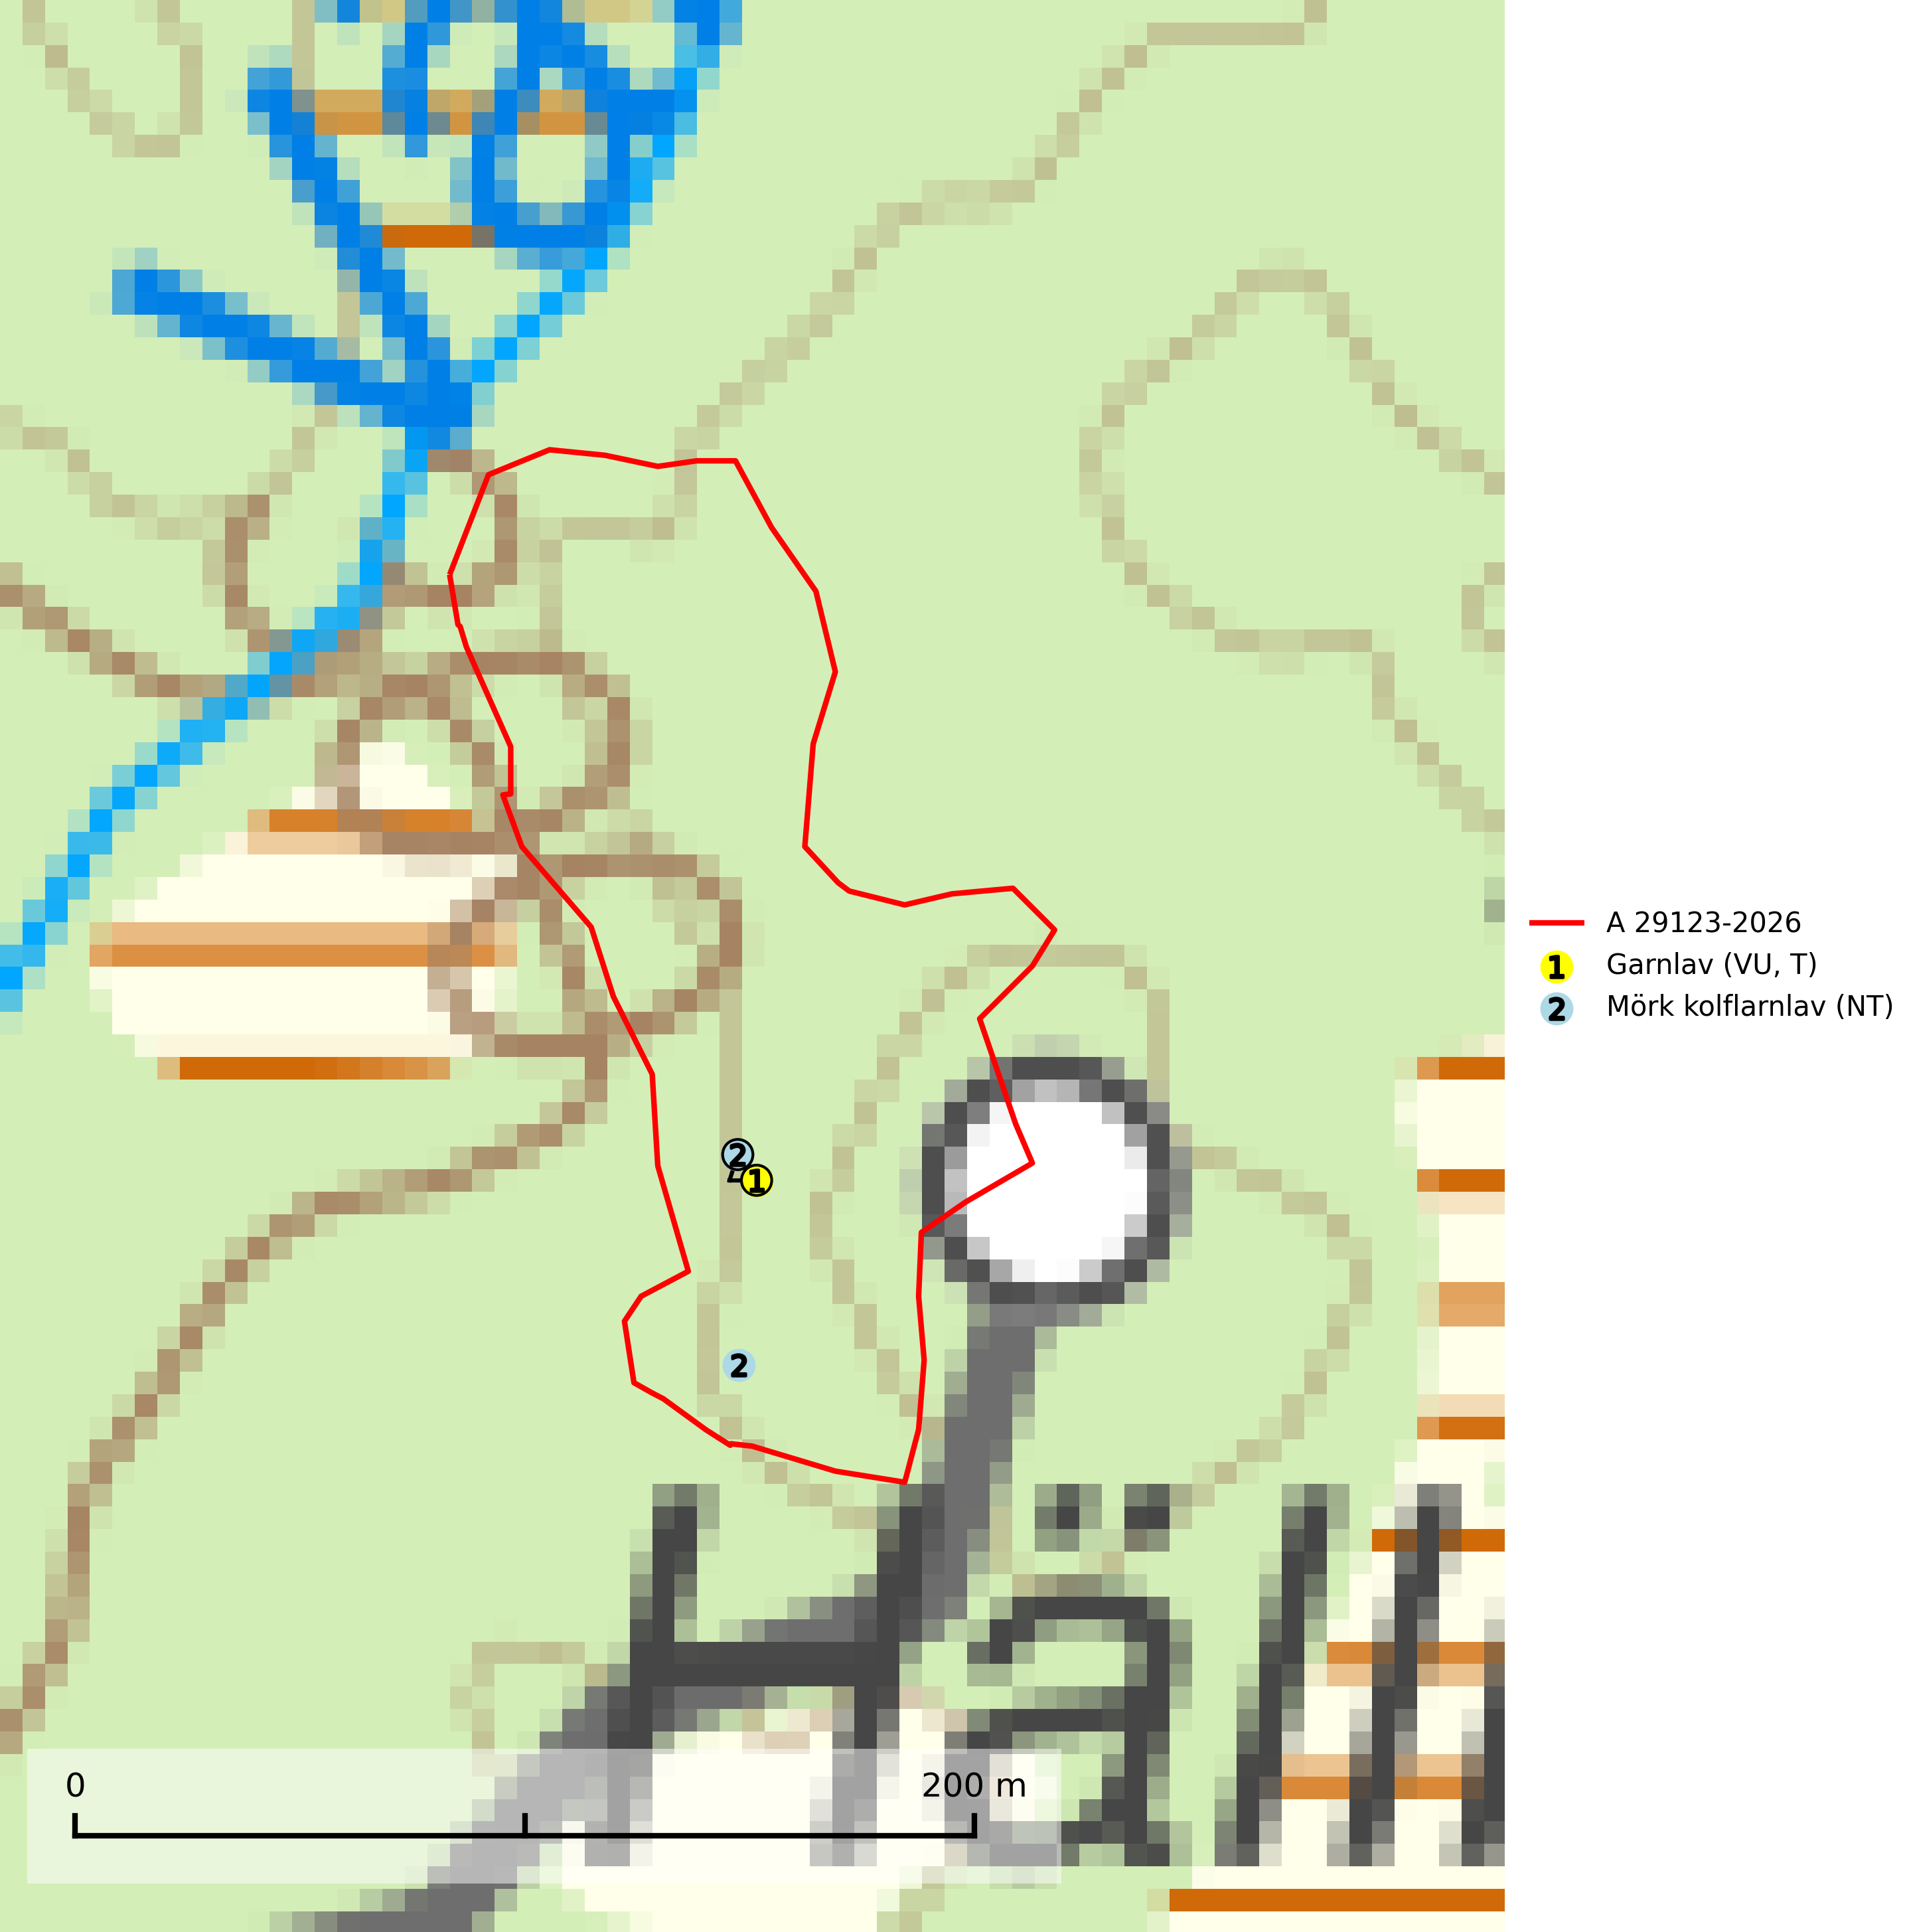 A 29123-2026
1 Garnlav (VU, T)
2 Mörk kolflarnlav (NT)
2
1
2
0 200 m